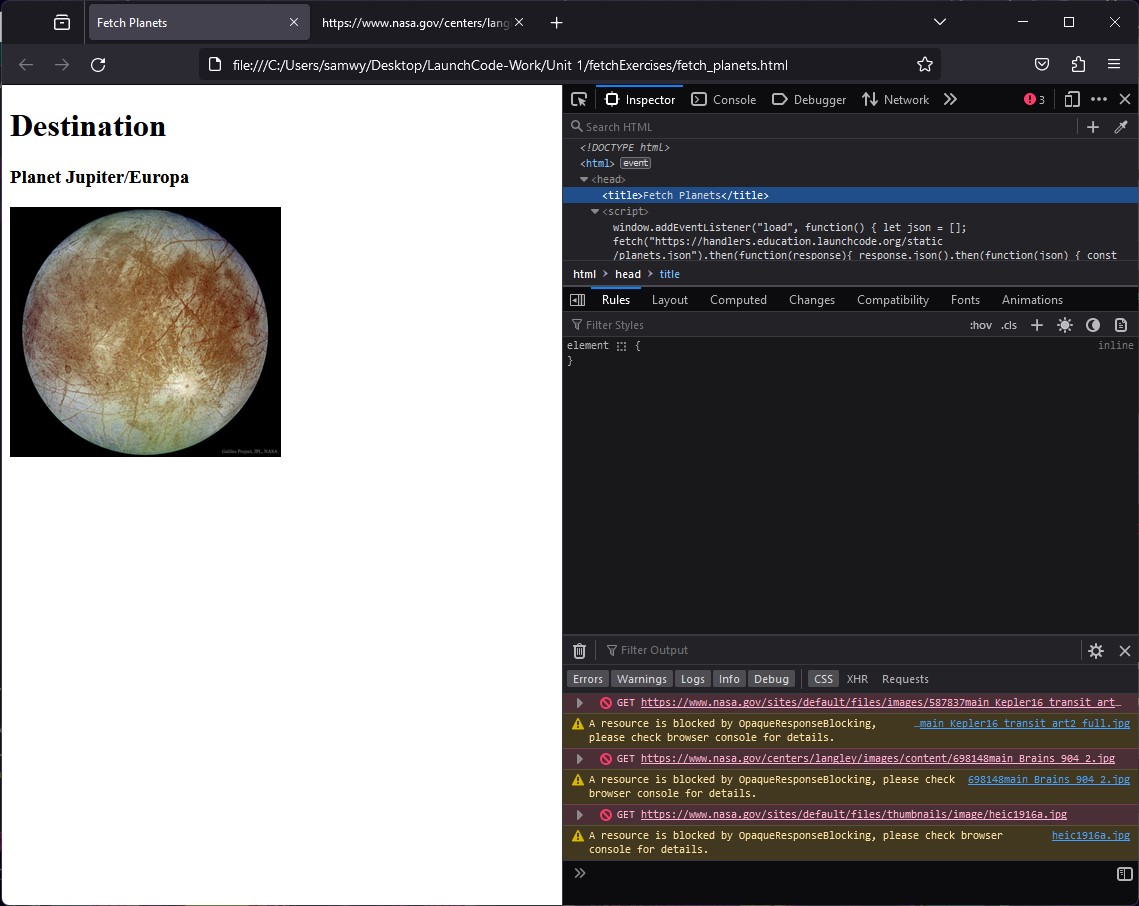 Fetch Planets
https://www.nasa.gov/centers/lang
file:///C:/Users/samwy/Desktop/LaunchCode-Work/Unit 1/fetchExercises/fetch_planets.html
Destination
Planet Jupiter/Europa
Galileo Project, JPL, NASA
Inspector Console Debugger Network 3
Search HTML
<!DOCTYPE html>
<html> event
<head>
<title>Fetch Planets</title>
<script>
window.addEventListener("load", function() { let json = [];
fetch("https://handlers.education.launchcode.org/static
/planets.json").then(function(response){ response.json().then(function(json) { const
html > head > title
Rules Layout Computed Changes Compatibility Fonts Animations
Filter Styles :hov .cls
element { inline
}
Filter Output
Errors Warnings Logs Info Debug CSS XHR Requests
GET https://www.nasa.gov/sites/default/files/images/587837main_Kepler16_transit_art…
A resource is blocked by OpaqueResponseBlocking, …main_Kepler16_transit_art2_full.jpg
please check browser console for details.
GET https://www.nasa.gov/centers/langley/images/content/698148main_Brains_904_2.jpg
A resource is blocked by OpaqueResponseBlocking, please check 698148main_Brains_904_2.jpg
browser console for details.
GET https://www.nasa.gov/sites/default/files/thumbnails/image/heic1916a.jpg
A resource is blocked by OpaqueResponseBlocking, please check browser heic1916a.jpg
console for details.